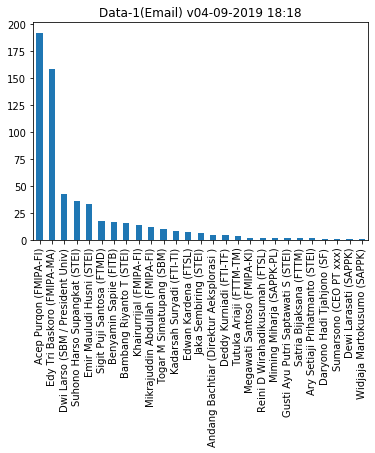 Data-1(Email) v04-09-2019 18:18
200
175
150
125
100
75
50
25
0
Acep Purqon (FMIPA-FI)
Edy Tri Baskoro (FMIPA-MA)
Dwi Larso (SBM / President Univ)
Suhono Harso Supangkat (STEI)
Emir Mauludi Husni (STEI)
Sigit Puji Santosa (FTMD)
Benyamin Sapiie (FITB)
Bambang Riyanto T (STEI)
Khairurrijal (FMIPA-FI)
Mikrajuddin Abdullah (FMIPA-FI)
Togar M Simatupang (SBM)
Kadarsah Suryadi (FTI-TI)
Edwan Kardena (FTSL)
Jaka Sembiring (STEI)
Andang Bachtiar (Direktur Aeksporasi )
Deddy Kurniadi (FTI-TF)
Tutuka Ariaji (FTTM-TM)
Megawati Santoso (FMIPA-KI)
Reini D Wirahadikusumah (FTSL)
Miming Miharja (SAPPK-PL)
Gusti Ayu Putri Saptawati S (STEI)
Satria Bijaksana (FTTM)
Ary Setiaji Prihatmanto (STEI)
Daryono Hadi Tjahjono (SF)
Sumarsono (CEO PT xxx)
Dewi Larasati (SAPPK)
Widjaja Martokusumo (SAPPK)